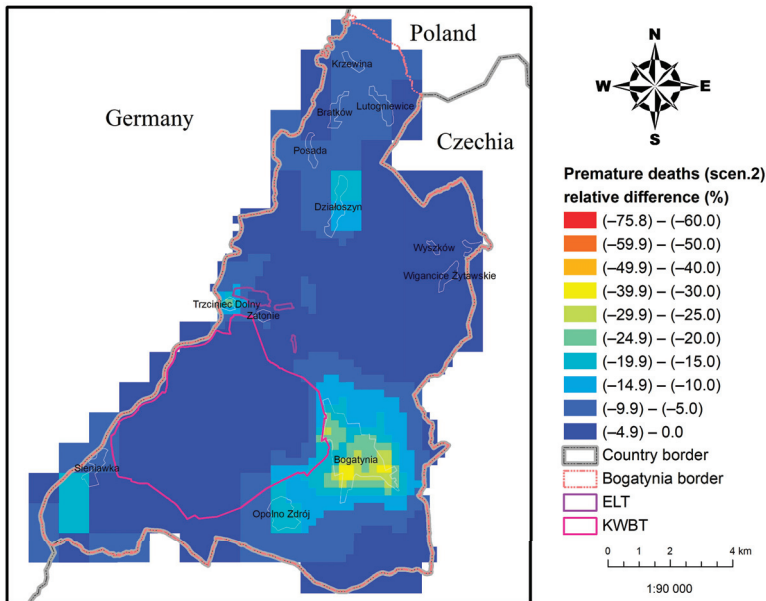 Poland
Germany
Czechia
Krzewina
Bratków
Lutogniewice
Posada
Działoszyn
Wyszków
Wigancice Żytawskie
Trzciniec Dolny
Zatonie
Sieniawka
Bogatynia
Opolno Zdrój
N
W
E
S
Premature deaths (scen.2)
relative difference (%)
(–75.8) – (–60.0)
(–59.9) – (–50.0)
(–49.9) – (–40.0)
(–39.9) – (–30.0)
(–29.9) – (–25.0)
(–24.9) – (–20.0)
(–19.9) – (–15.0)
(–14.9) – (–10.0)
(–9.9) – (–5.0)
(–4.9) – 0.0
Country border
Bogatynia border
ELT
KWBT
0 1 2 4 km
1:90 000